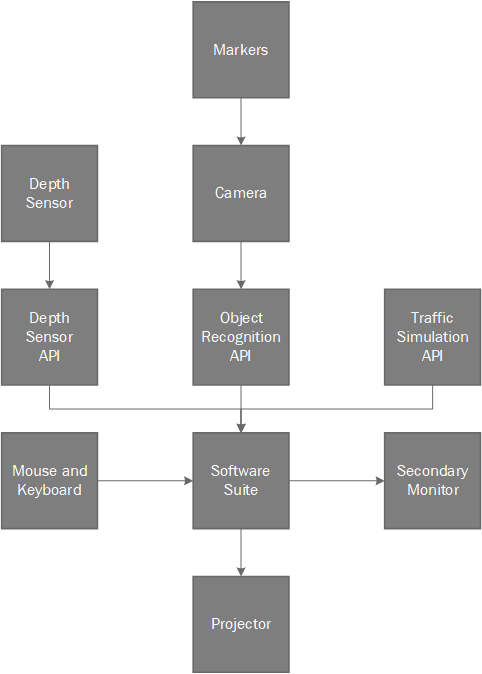 Markers
Depth
Sensor
Camera
Depth
Sensor
API
Object
Recognition
API
Traffic
Simulation
API
Mouse and
Keyboard
Software
Suite
Secondary
Monitor
Projector